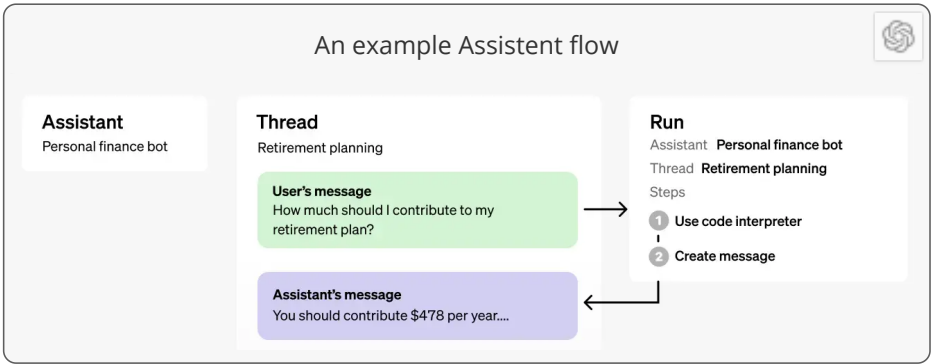 An example Assistent flow
Assistant
Personal finance bot
Thread
Retirement planning
User's message
How much should I contribute to my
retirement plan?
Assistant's message
You should contribute $478 per year....
Run
Assistant Personal finance bot
Thread Retirement planning
Steps
1 Use code interpreter
2 Create message